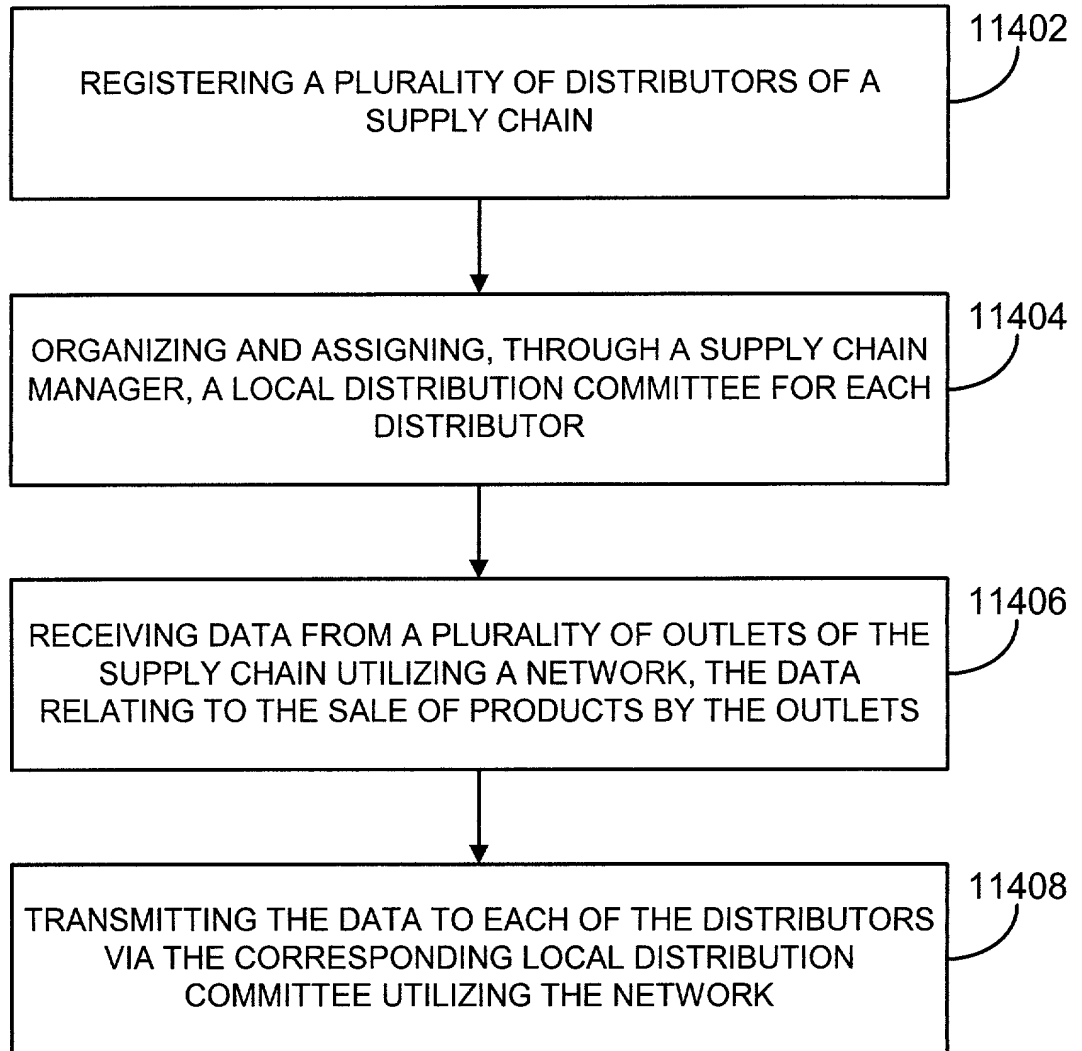 11402
REGISTERING A PLURALITY OF DISTRIBUTORS OF A
SUPPLY CHAIN
11404
ORGANIZING AND ASSIGNING, THROUGH A SUPPLY CHAIN
MANAGER, A LOCAL DISTRIBUTION COMMITTEE FOR EACH
DISTRIBUTOR
11406
RECEIVING DATA FROM A PLURALITY OF OUTLETS OF THE
SUPPLY CHAIN UTILIZING A NETWORK, THE DATA
RELATING TO THE SALE OF PRODUCTS BY THE OUTLETS
11408
TRANSMITTING THE DATA TO EACH OF THE DISTRIBUTORS
VIA THE CORRESPONDING LOCAL DISTRIBUTION
COMMITTEE UTILIZING THE NETWORK